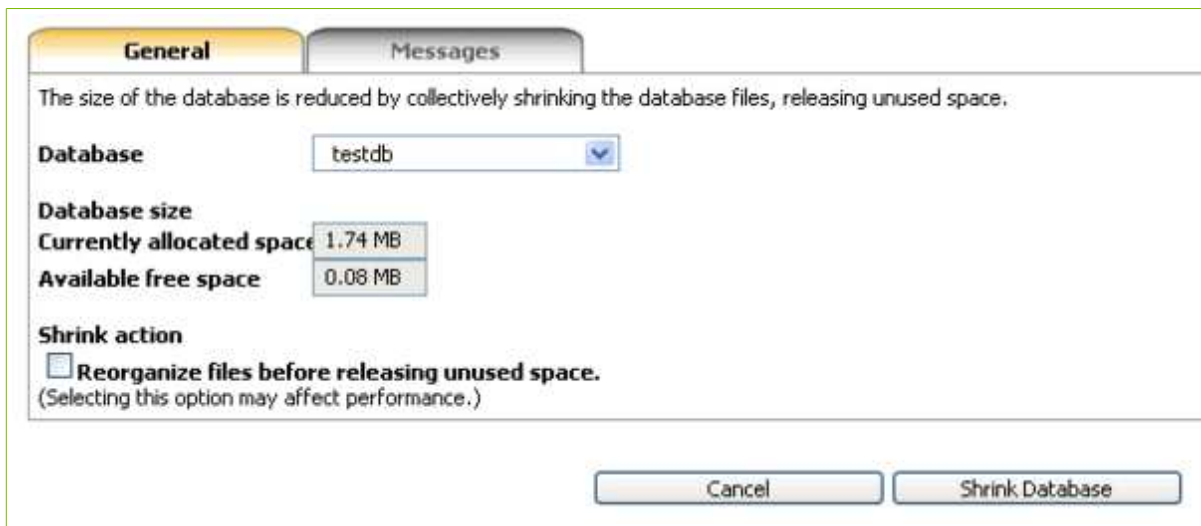 General Messages
The size of the database is reduced by collectively shrinking the database files, releasing unused space.
Database testdb
Database size
Currently allocated space 1.74 MB
Available free space 0.08 MB
Shrink action
Reorganize files before releasing unused space.
(Selecting this option may affect performance.)
Cancel Shrink Database